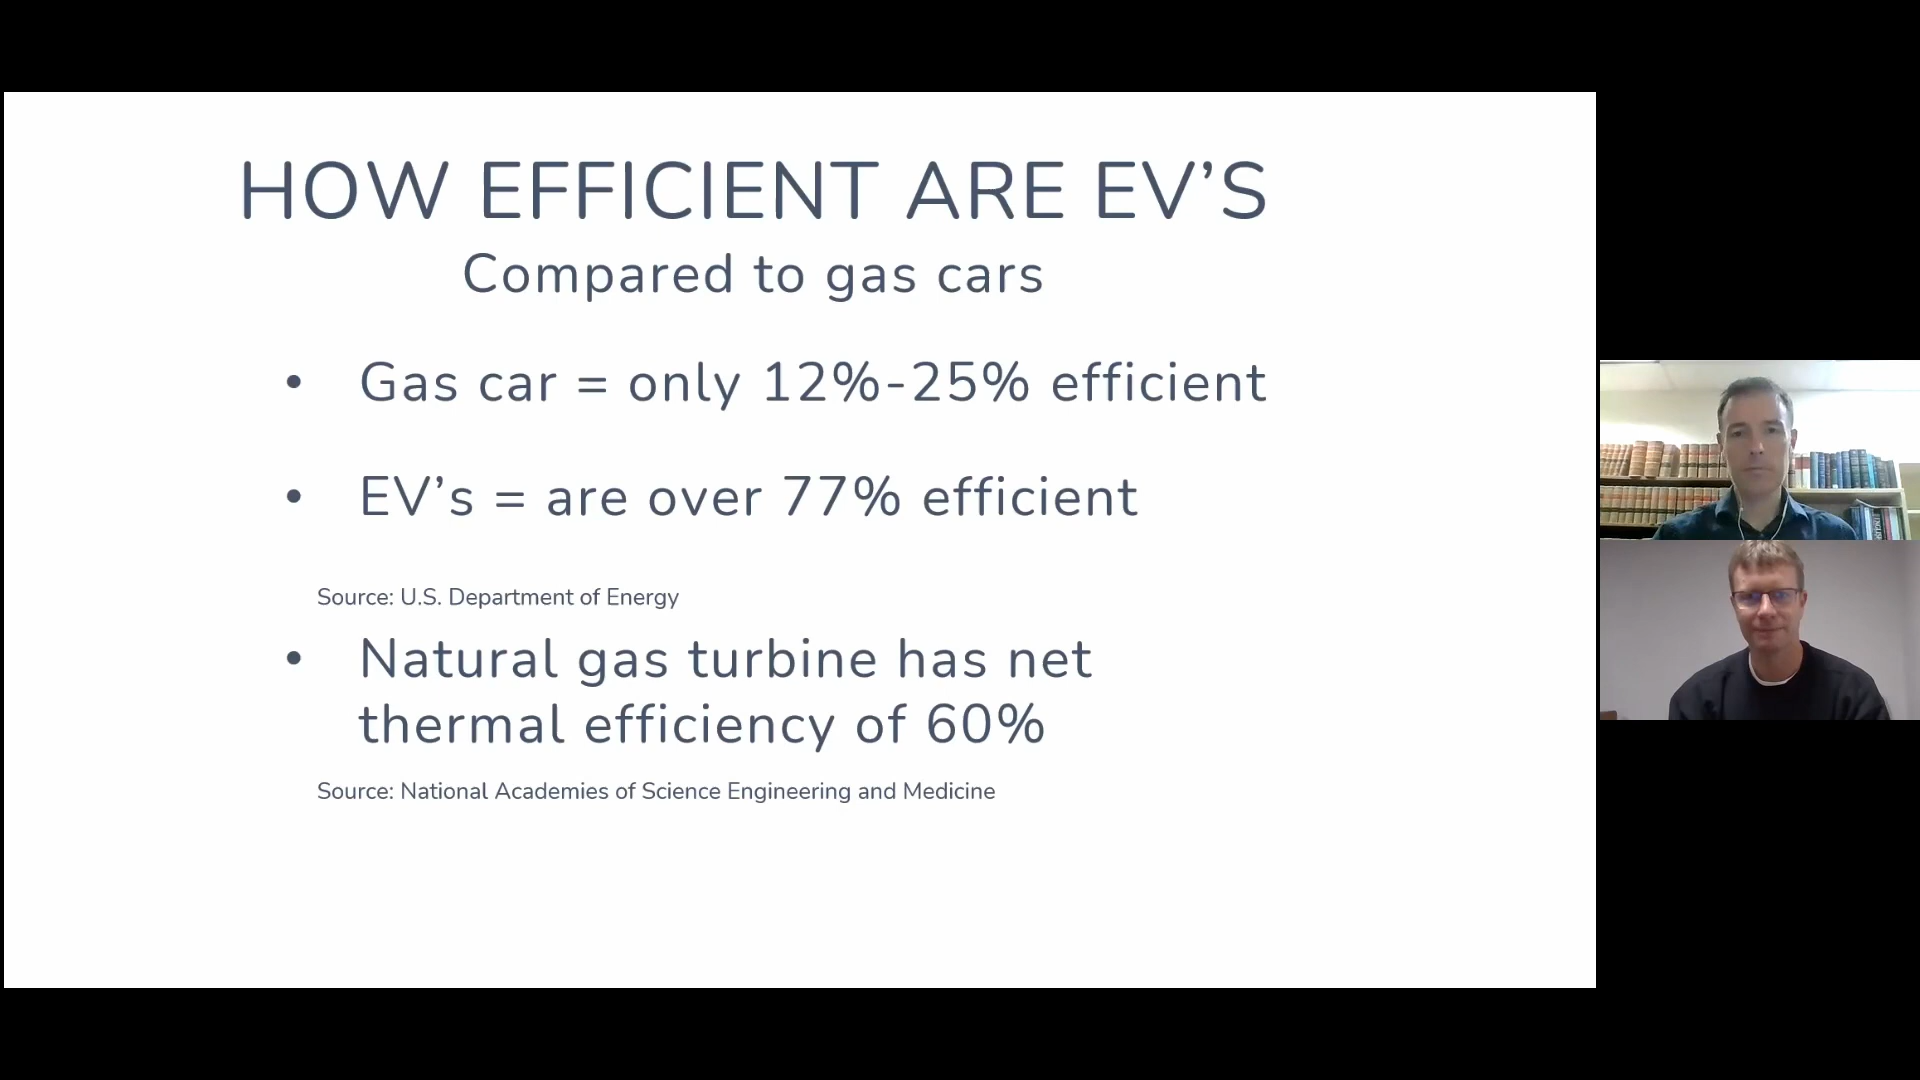 HOW EFFICIENT ARE EV’S
Compared to gas cars
• Gas car = only 12%-25% efficient
• EV’s = are over 77% efficient
Source: U.S. Department of Energy
• Natural gas turbine has net
thermal efficiency of 60%
Source: National Academies of Science Engineering and Medicine